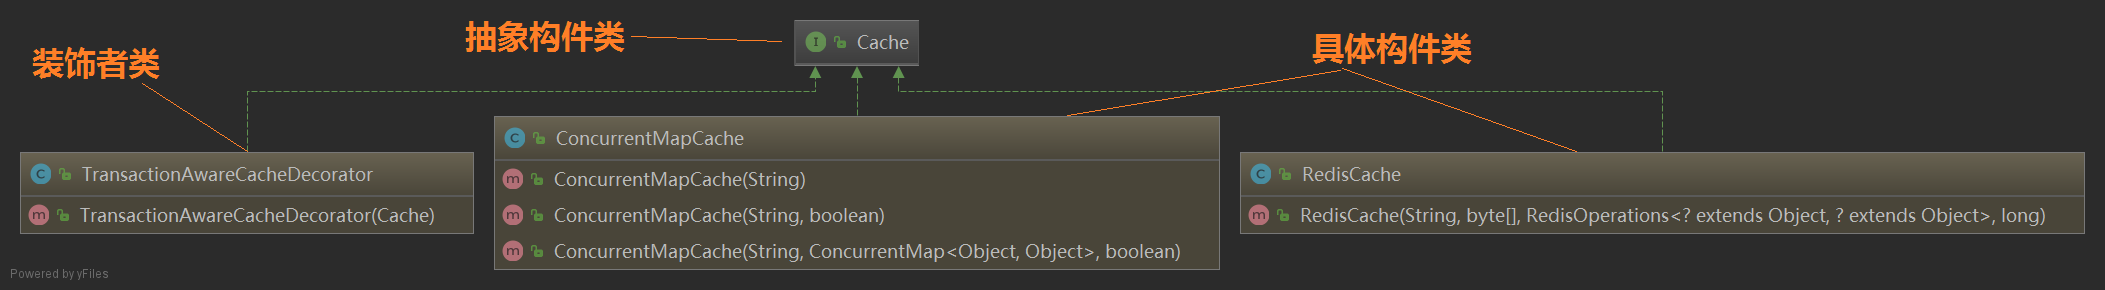 装饰者类
抽象构件类
具体构件类
I Cache
C TransactionAwareCacheDecorator
m TransactionAwareCacheDecorator(Cache)
C ConcurrentMapCache
m ConcurrentMapCache(String)
m ConcurrentMapCache(String, boolean)
m ConcurrentMapCache(String, ConcurrentMap<Object, Object>, boolean)
C RedisCache
m RedisCache(String, byte[], RedisOperations<? extends Object, ? extends Object>, long)
Powered by yFiles